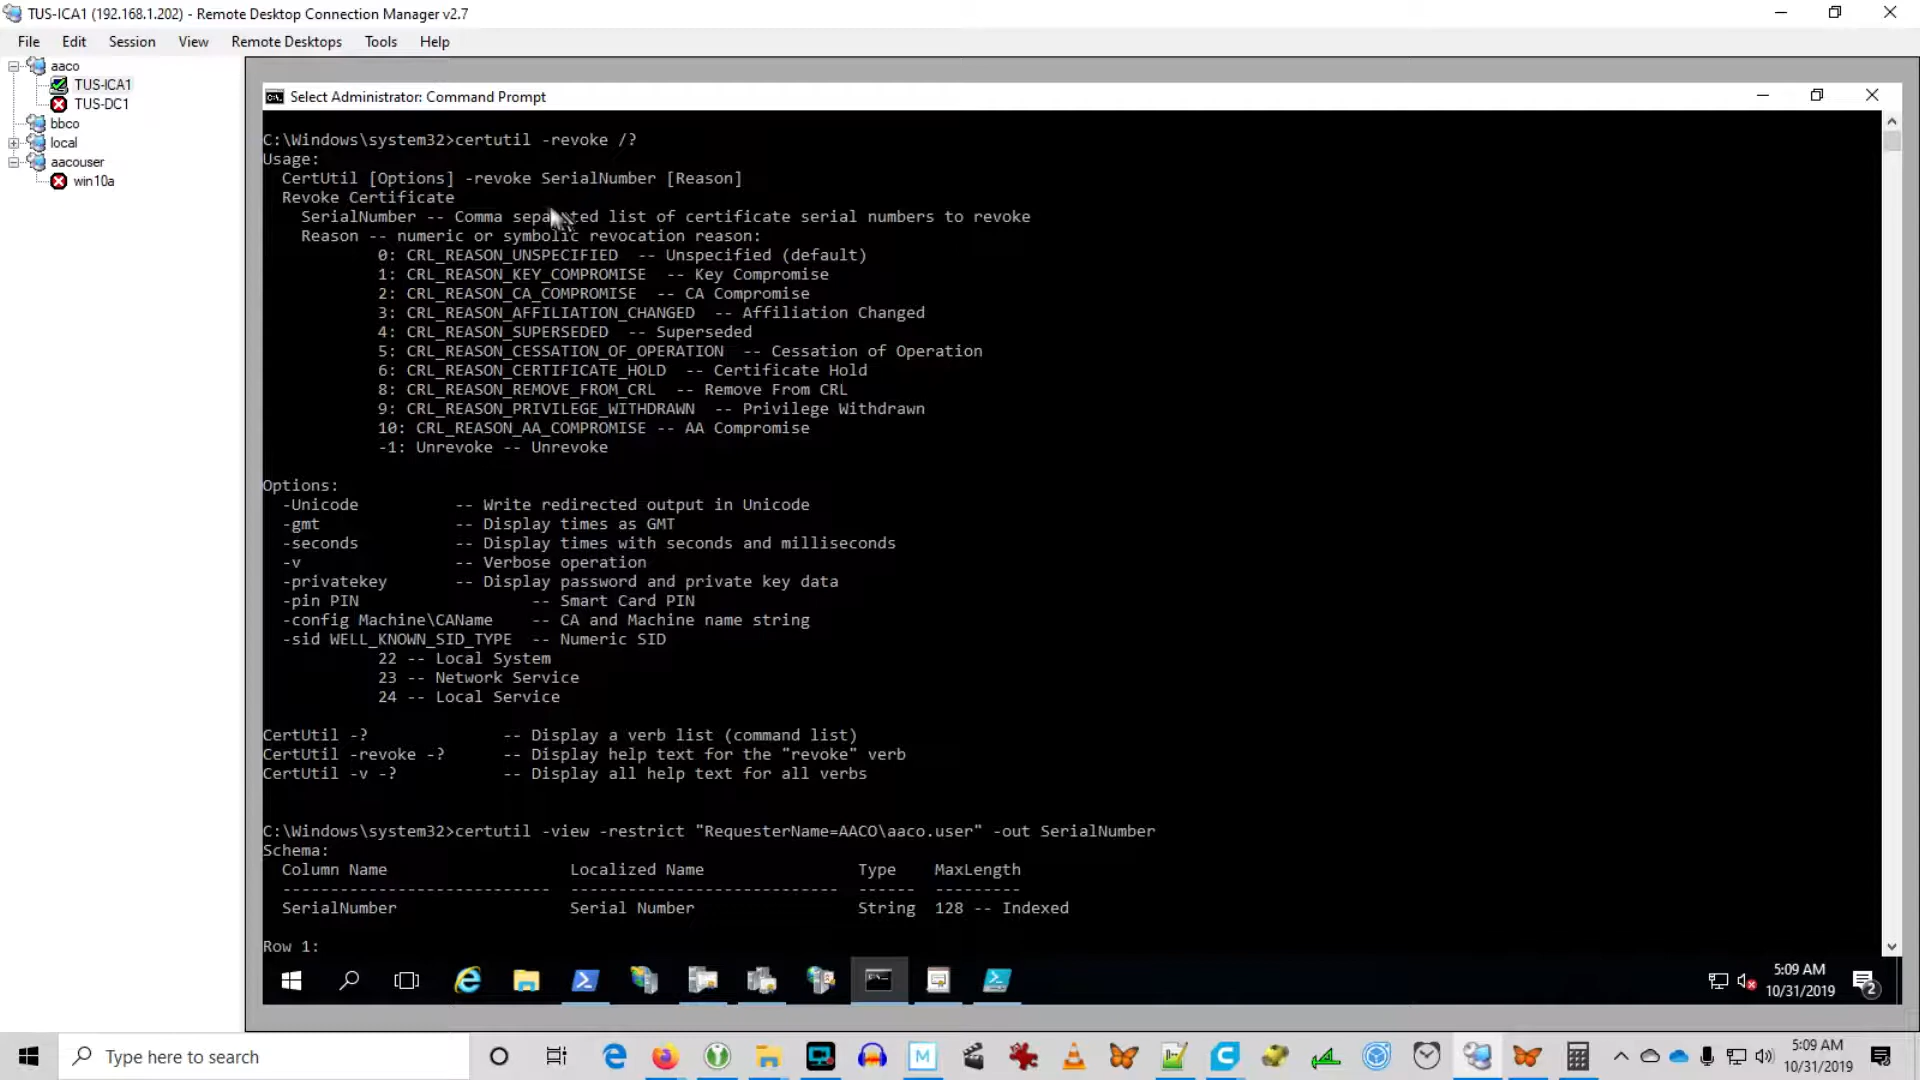 TUS-ICA1 (192.168.1.202) - Remote Desktop Connection Manager v2.7
File Edit Session View Remote Desktops Tools Help
aaco
TUS-ICA1
TUS-DC1
bbco
local
aacouser
win10a
Select Administrator: Command Prompt
C:\Windows\system32>certutil -revoke /?
Usage:
CertUtil [Options] -revoke SerialNumber [Reason]
Revoke Certificate
SerialNumber -- Comma separated list of certificate serial numbers to revoke
Reason -- numeric or symbolic revocation reason:
0: CRL_REASON_UNSPECIFIED -- Unspecified (default)
1: CRL_REASON_KEY_COMPROMISE -- Key Compromise
2: CRL_REASON_CA_COMPROMISE -- CA Compromise
3: CRL_REASON_AFFILIATION_CHANGED -- Affiliation Changed
4: CRL_REASON_SUPERSEDED -- Superseded
5: CRL_REASON_CESSATION_OF_OPERATION -- Cessation of Operation
6: CRL_REASON_CERTIFICATE_HOLD -- Certificate Hold
8: CRL_REASON_REMOVE_FROM_CRL -- Remove From CRL
9: CRL_REASON_PRIVILEGE_WITHDRAWN -- Privilege Withdrawn
10: CRL_REASON_AA_COMPROMISE -- AA Compromise
-1: Unrevoke -- Unrevoke
Options:
-Unicode -- Write redirected output in Unicode
-gmt -- Display times as GMT
-seconds -- Display times with seconds and milliseconds
-v -- Verbose operation
-privatekey -- Display password and private key data
-pin PIN -- Smart Card PIN
-config Machine\CAName -- CA and Machine name string
-sid WELL_KNOWN_SID_TYPE -- Numeric SID
22 -- Local System
23 -- Network Service
24 -- Local Service
CertUtil -? -- Display a verb list (command list)
CertUtil -revoke -? -- Display help text for the "revoke" verb
CertUtil -v -? -- Display all help text for all verbs
C:\Windows\system32>certutil -view -restrict "RequesterName=AACO\aaco.user" -out SerialNumber
Schema:
Column Name Localized Name Type MaxLength
---------------------------- ---------------------------- ------ ---------
SerialNumber Serial Number String 128 -- Indexed
Row 1:
5:09 AM
10/31/2019
2
Type here to search
5:09 AM
10/31/2019